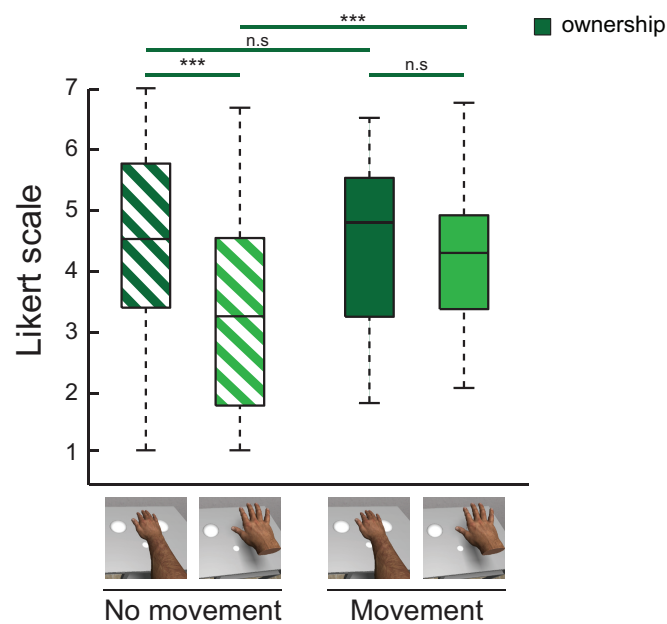 ***
ownership
n.s
***
n.s
7
6
5
4
3
2
1
Likert scale
No movement
Movement